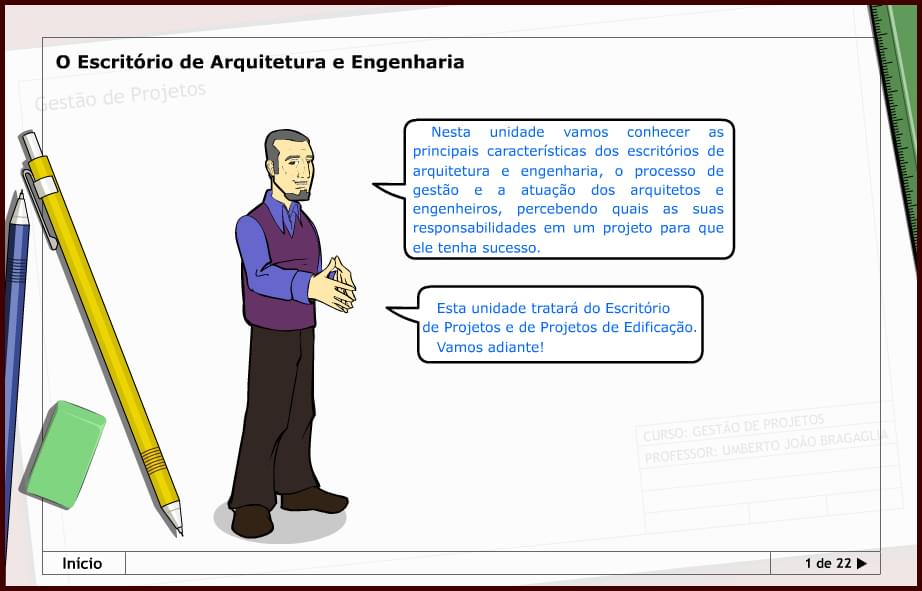 O Escritório de Arquitetura e Engenharia
Gestão de Projetos
Nesta unidade vamos conhecer as
principais características dos escritórios de
arquitetura e engenharia, o processo de
gestão e a atuação dos arquitetos e
engenheiros, percebendo quais as suas
responsabilidades em um projeto para que
ele tenha sucesso.
Esta unidade tratará do Escritório
de Projetos e de Projetos de Edificação.
Vamos adiante!
CURSO: GESTÃO DE PROJETOS
PROFESSOR: UMBERTO JOÃO BRAGAGLIA
Início
1 de 22